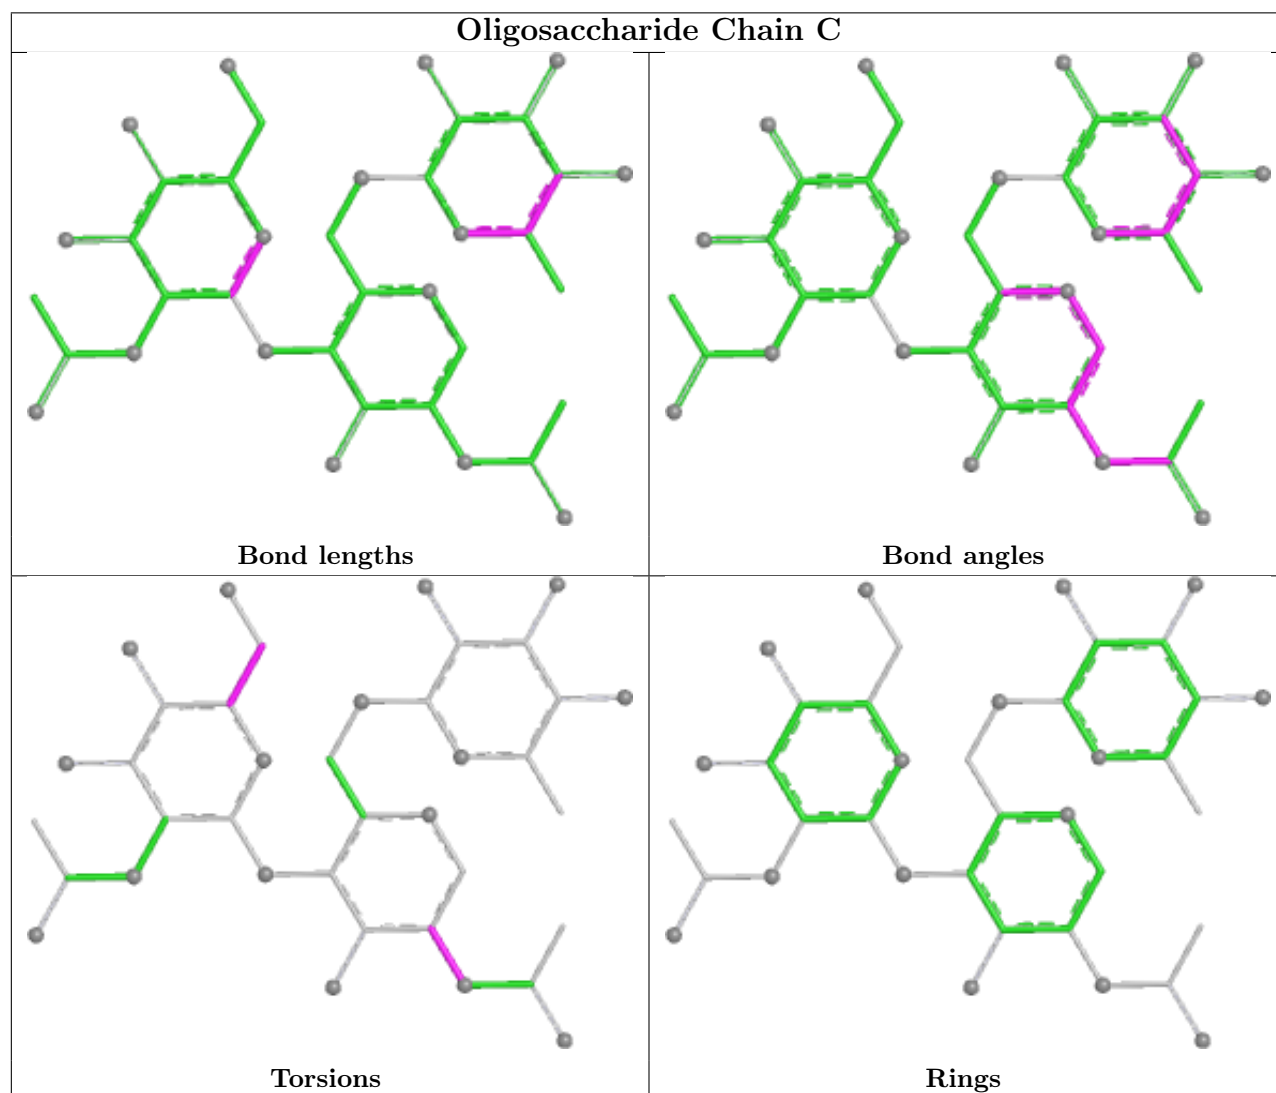 Oligosaccharide Chain C
Bond lengths
Bond angles
Torsions
Rings